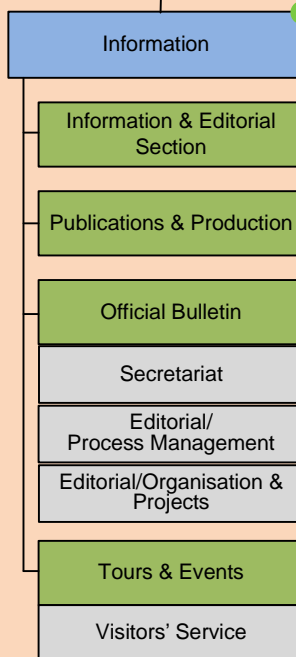 Information
Information & Editorial
Section
Publications & Production
Official Bulletin
Secretariat
Editorial/
Process Management
Editorial/Organisation &
Projects
Tours & Events
Visitors’ Service